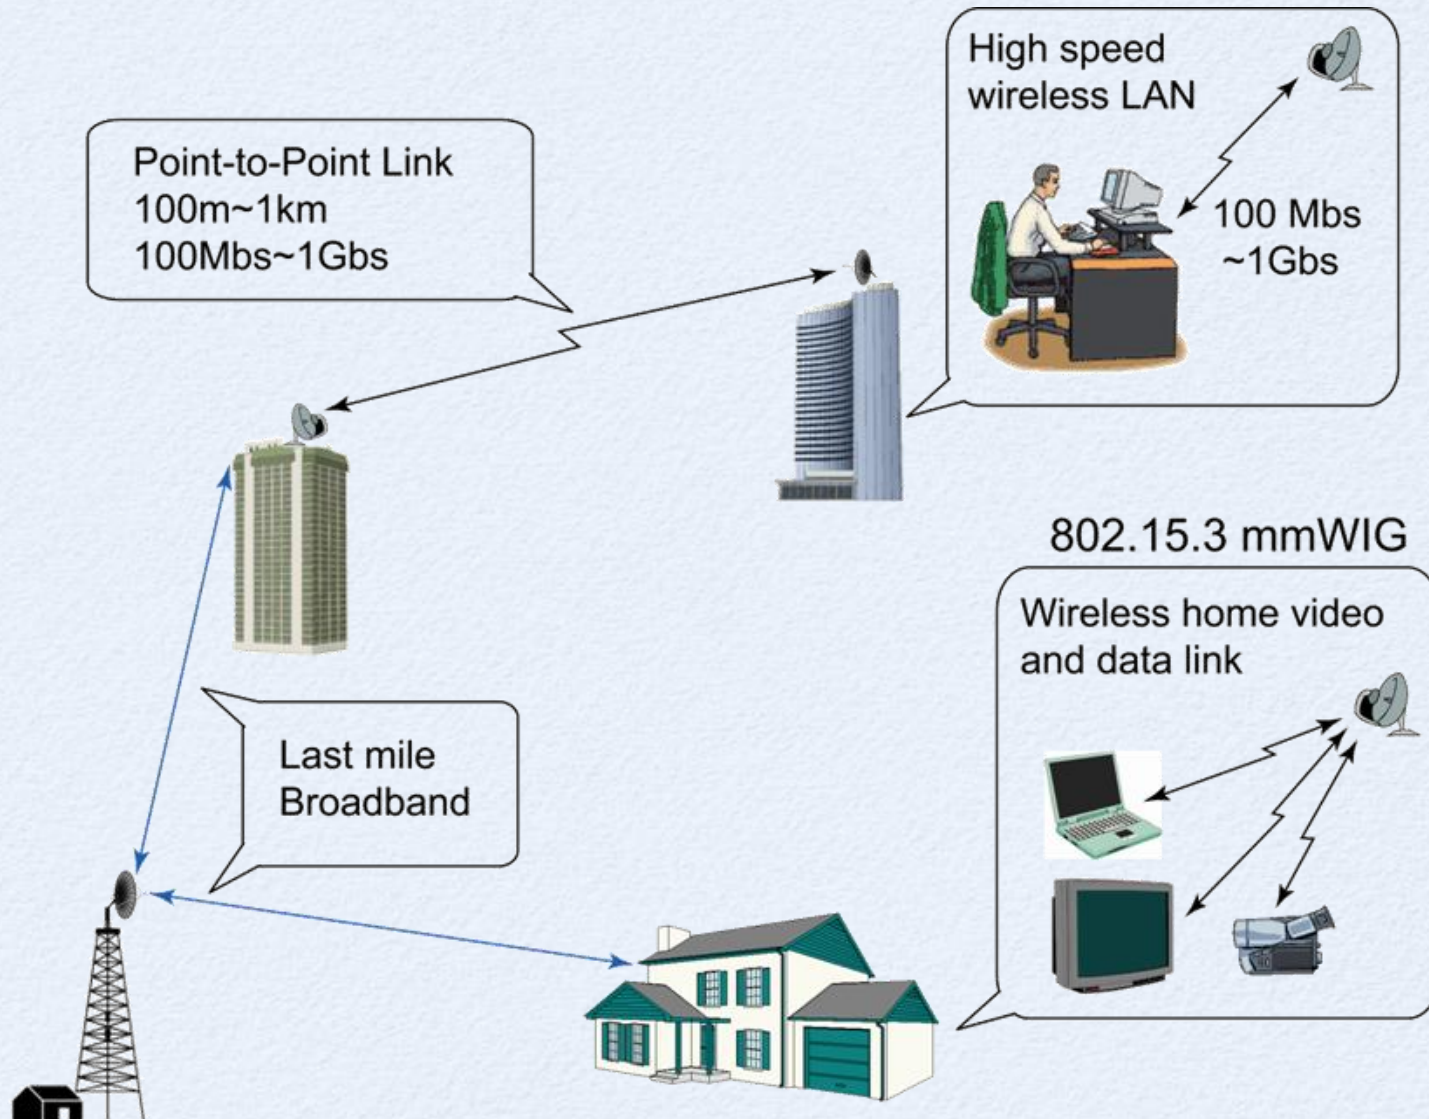 High speed
wireless LAN
100 Mbs
~1Gbs
Point-to-Point Link
100m~1km
100Mbs~1Gbs
802.15.3 mmWIG
Wireless home video
and data link
Last mile
Broadband